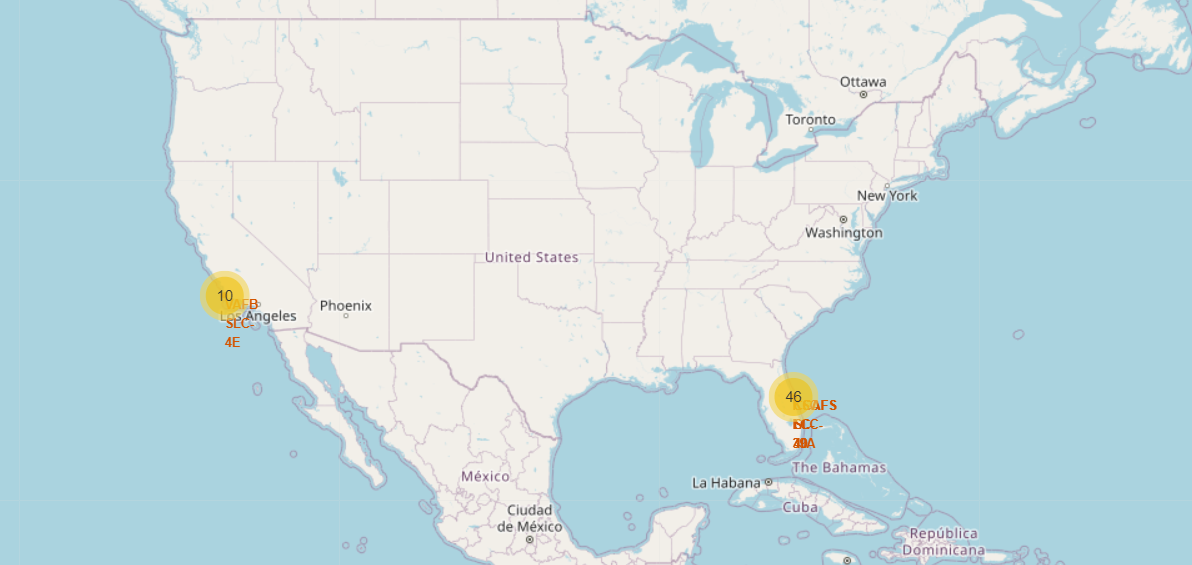 Ottawa
Toronto
New York
Washington
United States
10
VAFB
Los Angeles
SLC-
4E
Phoenix
46
México
The Bahamas
La Habana
Cuba
Ciudad
de México
República
Dominicana